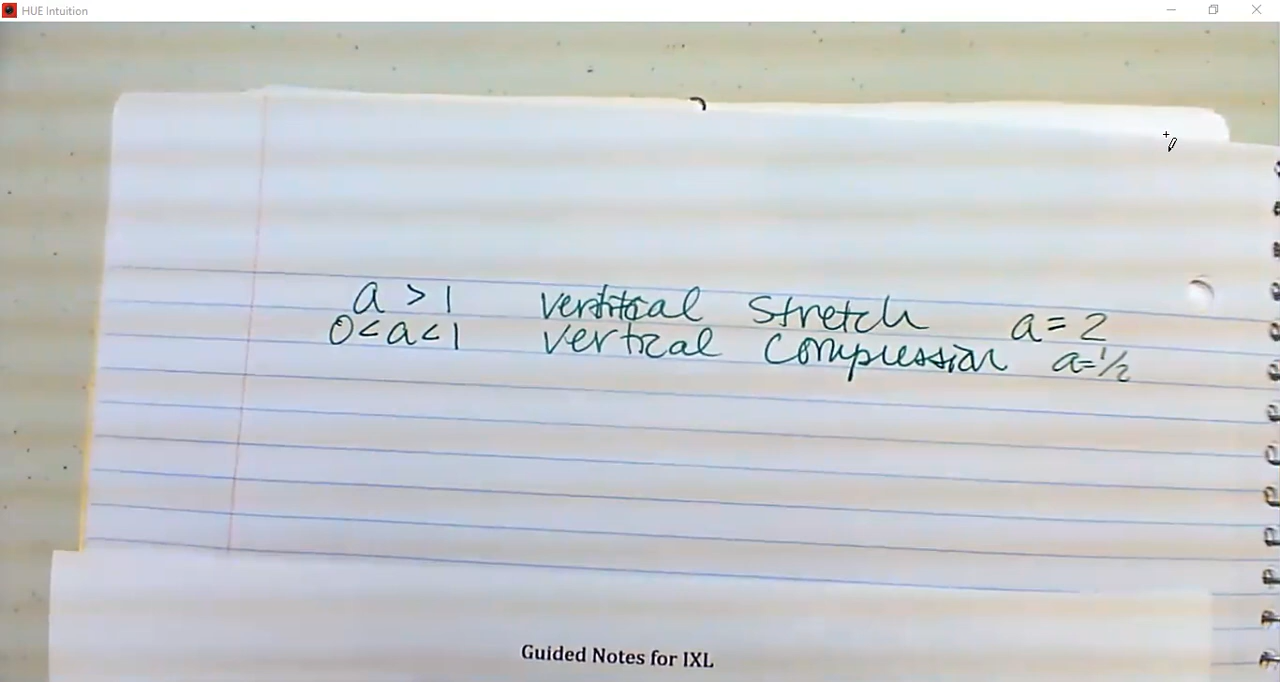 HUE Intuition
a > 1 vertical stretch a = 2
0 < a < 1 vertical compression a = 1/2
Guided Notes for IXL